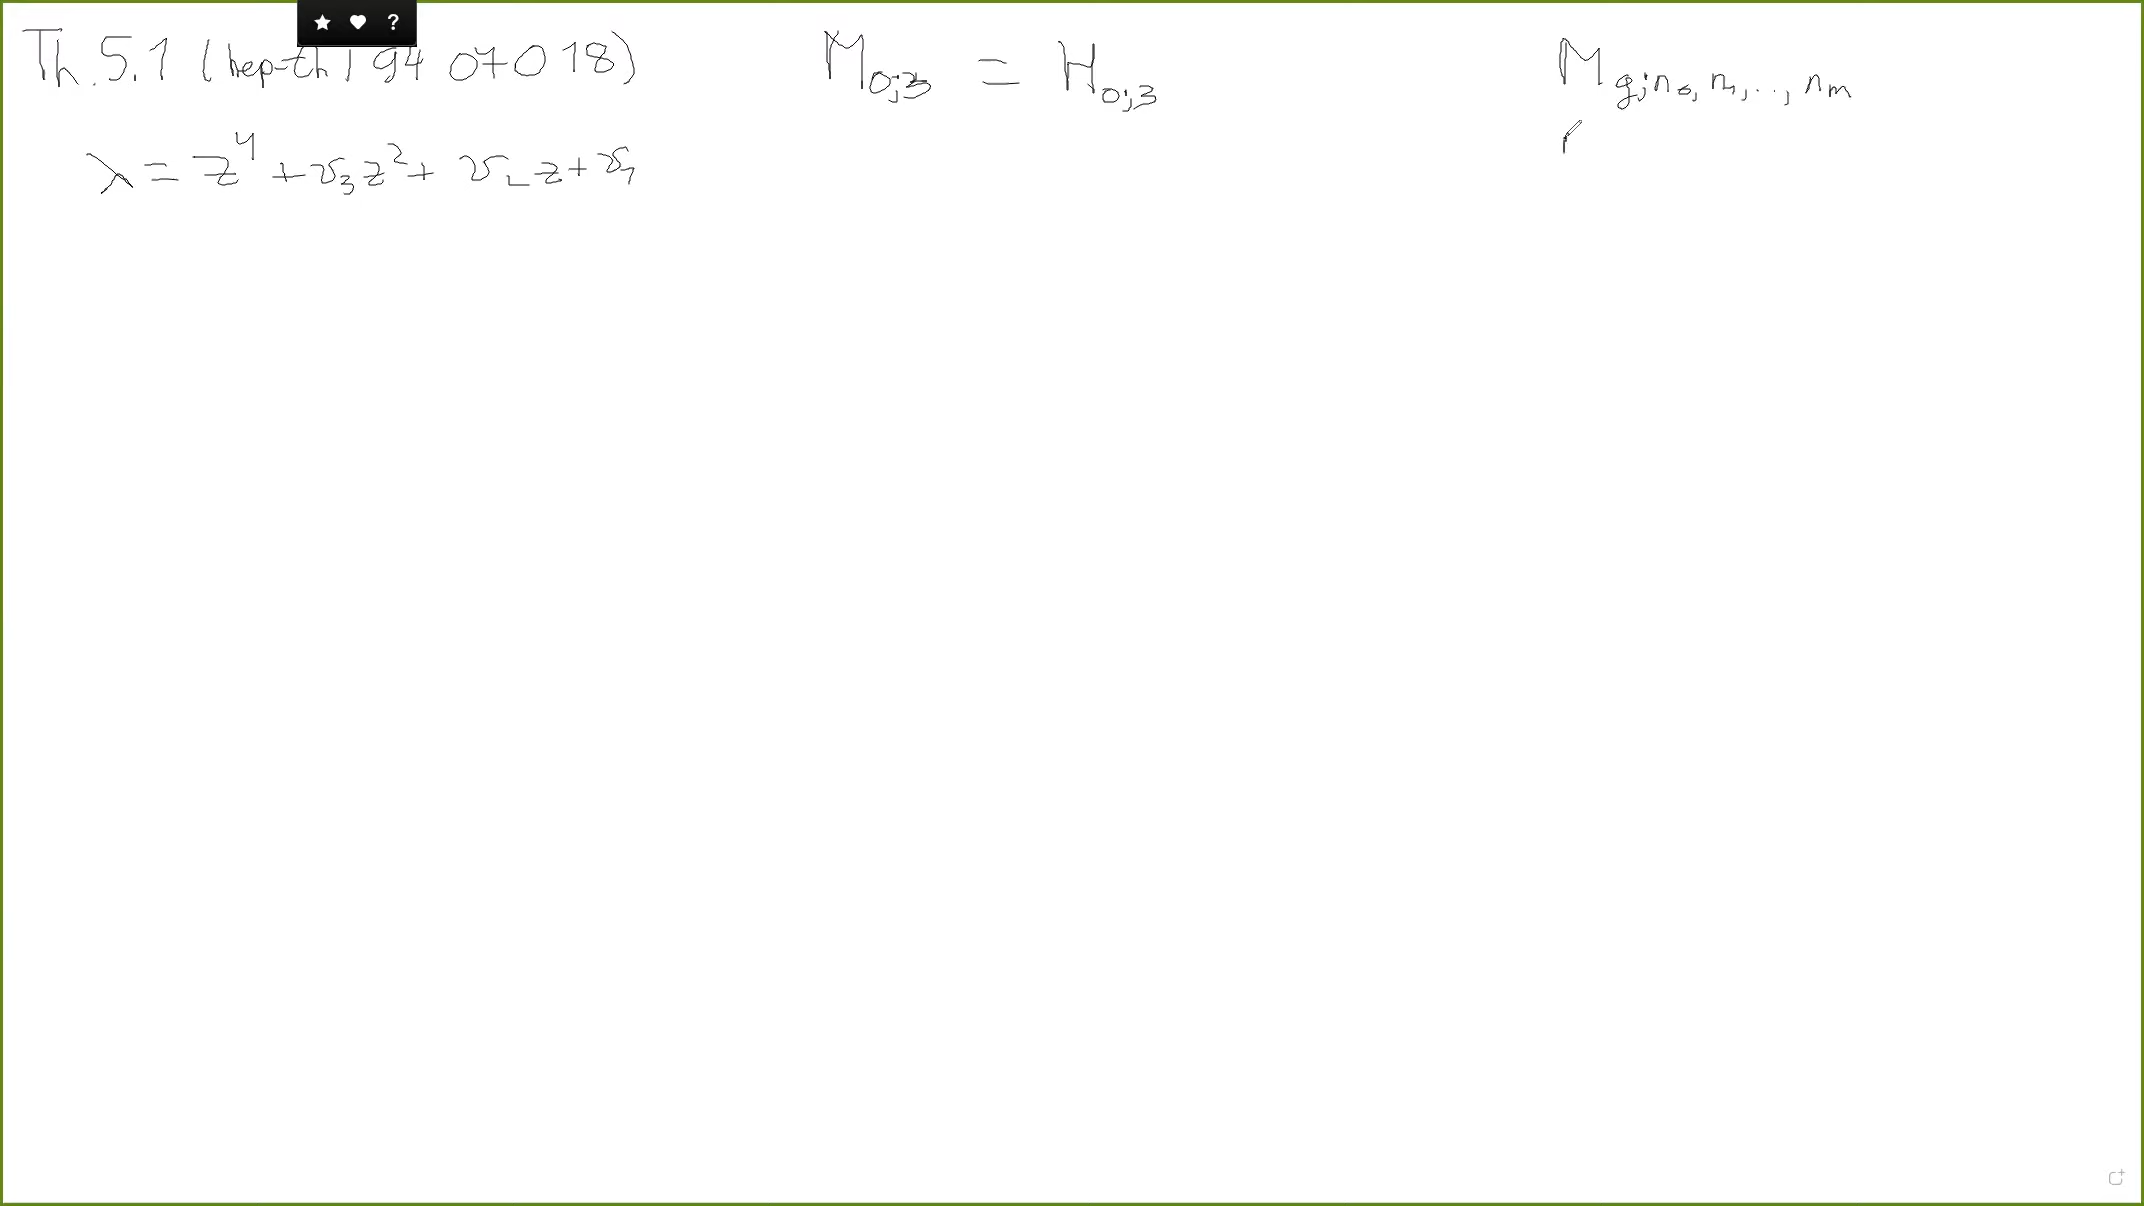 Th. 5.1 (hep-th/9407018) M_{0;3} = H_{0;3} M_{g;n_0, n_1, .., n_m}
λ = z^4 + v_3 z^2 + v_2 z + v_1